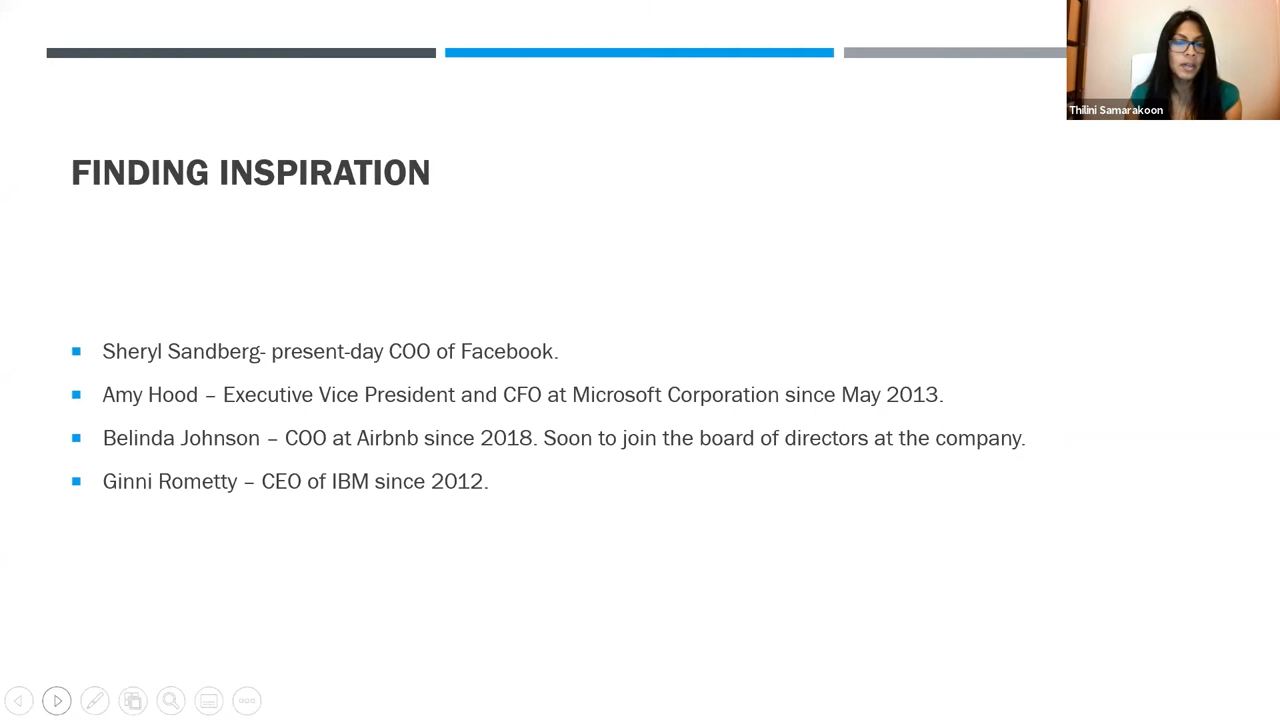 Thilini Samarakoon
FINDING INSPIRATION
Sheryl Sandberg- present-day COO of Facebook.
Amy Hood – Executive Vice President and CFO at Microsoft Corporation since May 2013.
Belinda Johnson – COO at Airbnb since 2018. Soon to join the board of directors at the company.
Ginni Rometty – CEO of IBM since 2012.